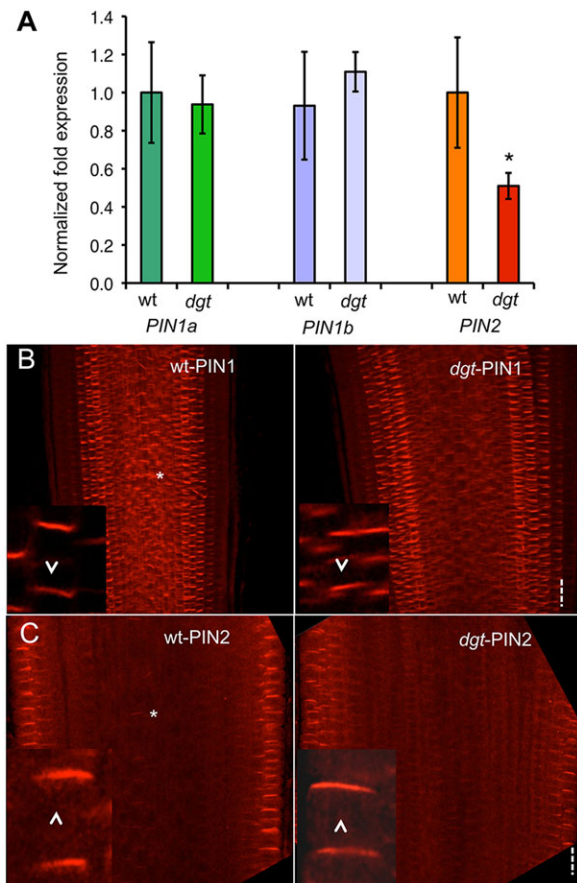 A
Normalized fold expression
1.4
1.2
1.0
0.8
0.6
0.4
0.2
0.0
*
wt dgt wt dgt wt dgt
PIN1a PIN1b PIN2
B
wt-PIN1
dgt-PIN1
*
C
wt-PIN2
dgt-PIN2
*